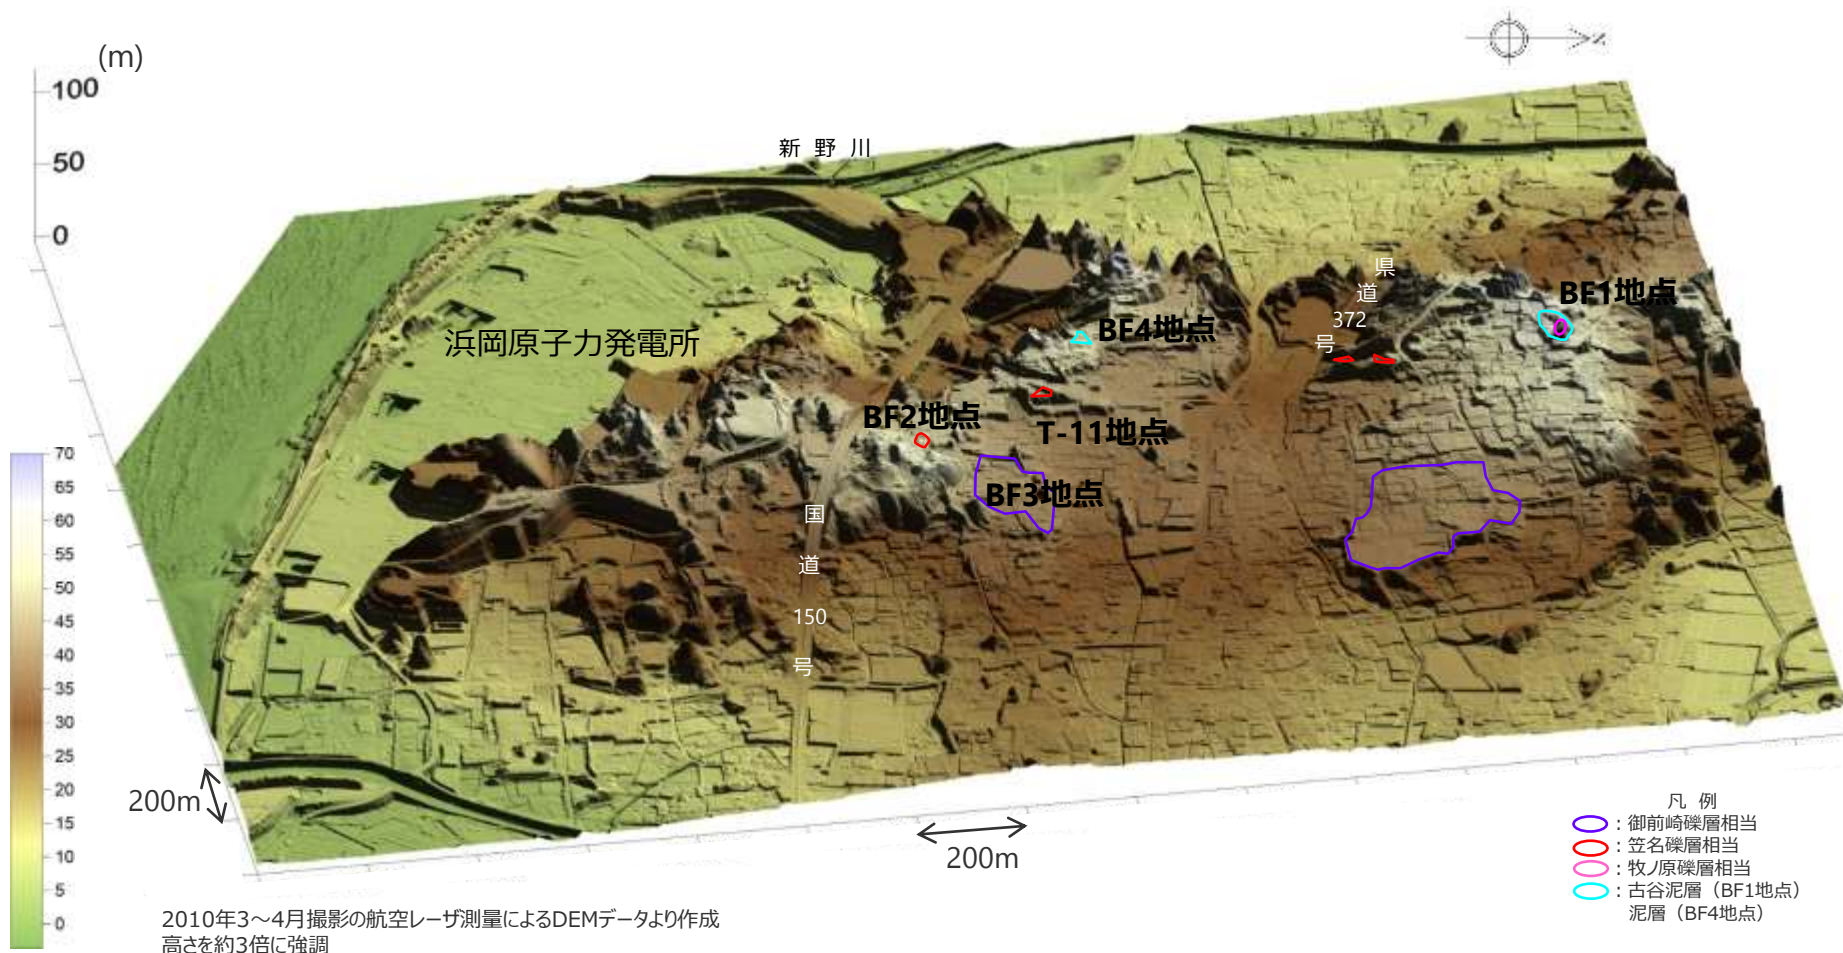 (m)
100
50
0
新野川
浜岡原子力発電所
県道372号
BF1地点
BF4地点
BF2地点
T-11地点
BF3地点
国道150号
70
65
60
55
50
45
40
35
30
25
20
15
10
5
0
200m
200m
凡 例
:御前崎礫層相当
:笠名礫層相当
:牧ノ原礫層相当
:古谷泥層(BF1地点)
泥層(BF4地点)
2010年3~4月撮影の航空レーザ測量によるDEMデータより作成
高さを約3倍に強調